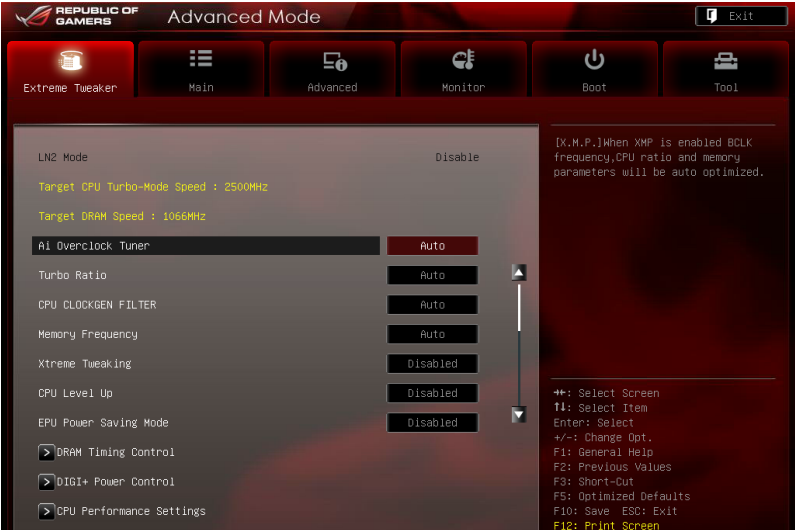 REPUBLIC OF
GAMERS
Advanced Mode
Exit
Extreme Tweaker
Main
Advanced
Monitor
Boot
Tool
LN2 Mode Disable
Target CPU Turbo-Mode Speed : 2500MHz
Target DRAM Speed : 1066MHz
Ai Overclock Tuner Auto
Turbo Ratio Auto
CPU CLOCKGEN FILTER Auto
Memory Frequency Auto
Xtreme Tweaking Disabled
CPU Level Up Disabled
EPU Power Saving Mode Disabled
> DRAM Timing Control
> DIGI+ Power Control
> CPU Performance Settings
[X.M.P.]When XMP is enabled BCLK
frequency,CPU ratio and memory
parameters will be auto optimized.
→←: Select Screen
↑↓: Select Item
Enter: Select
+/-: Change Opt.
F1: General Help
F2: Previous Values
F3: Short-Cut
F5: Optimized Defaults
F10: Save ESC: Exit
F12: Print Screen